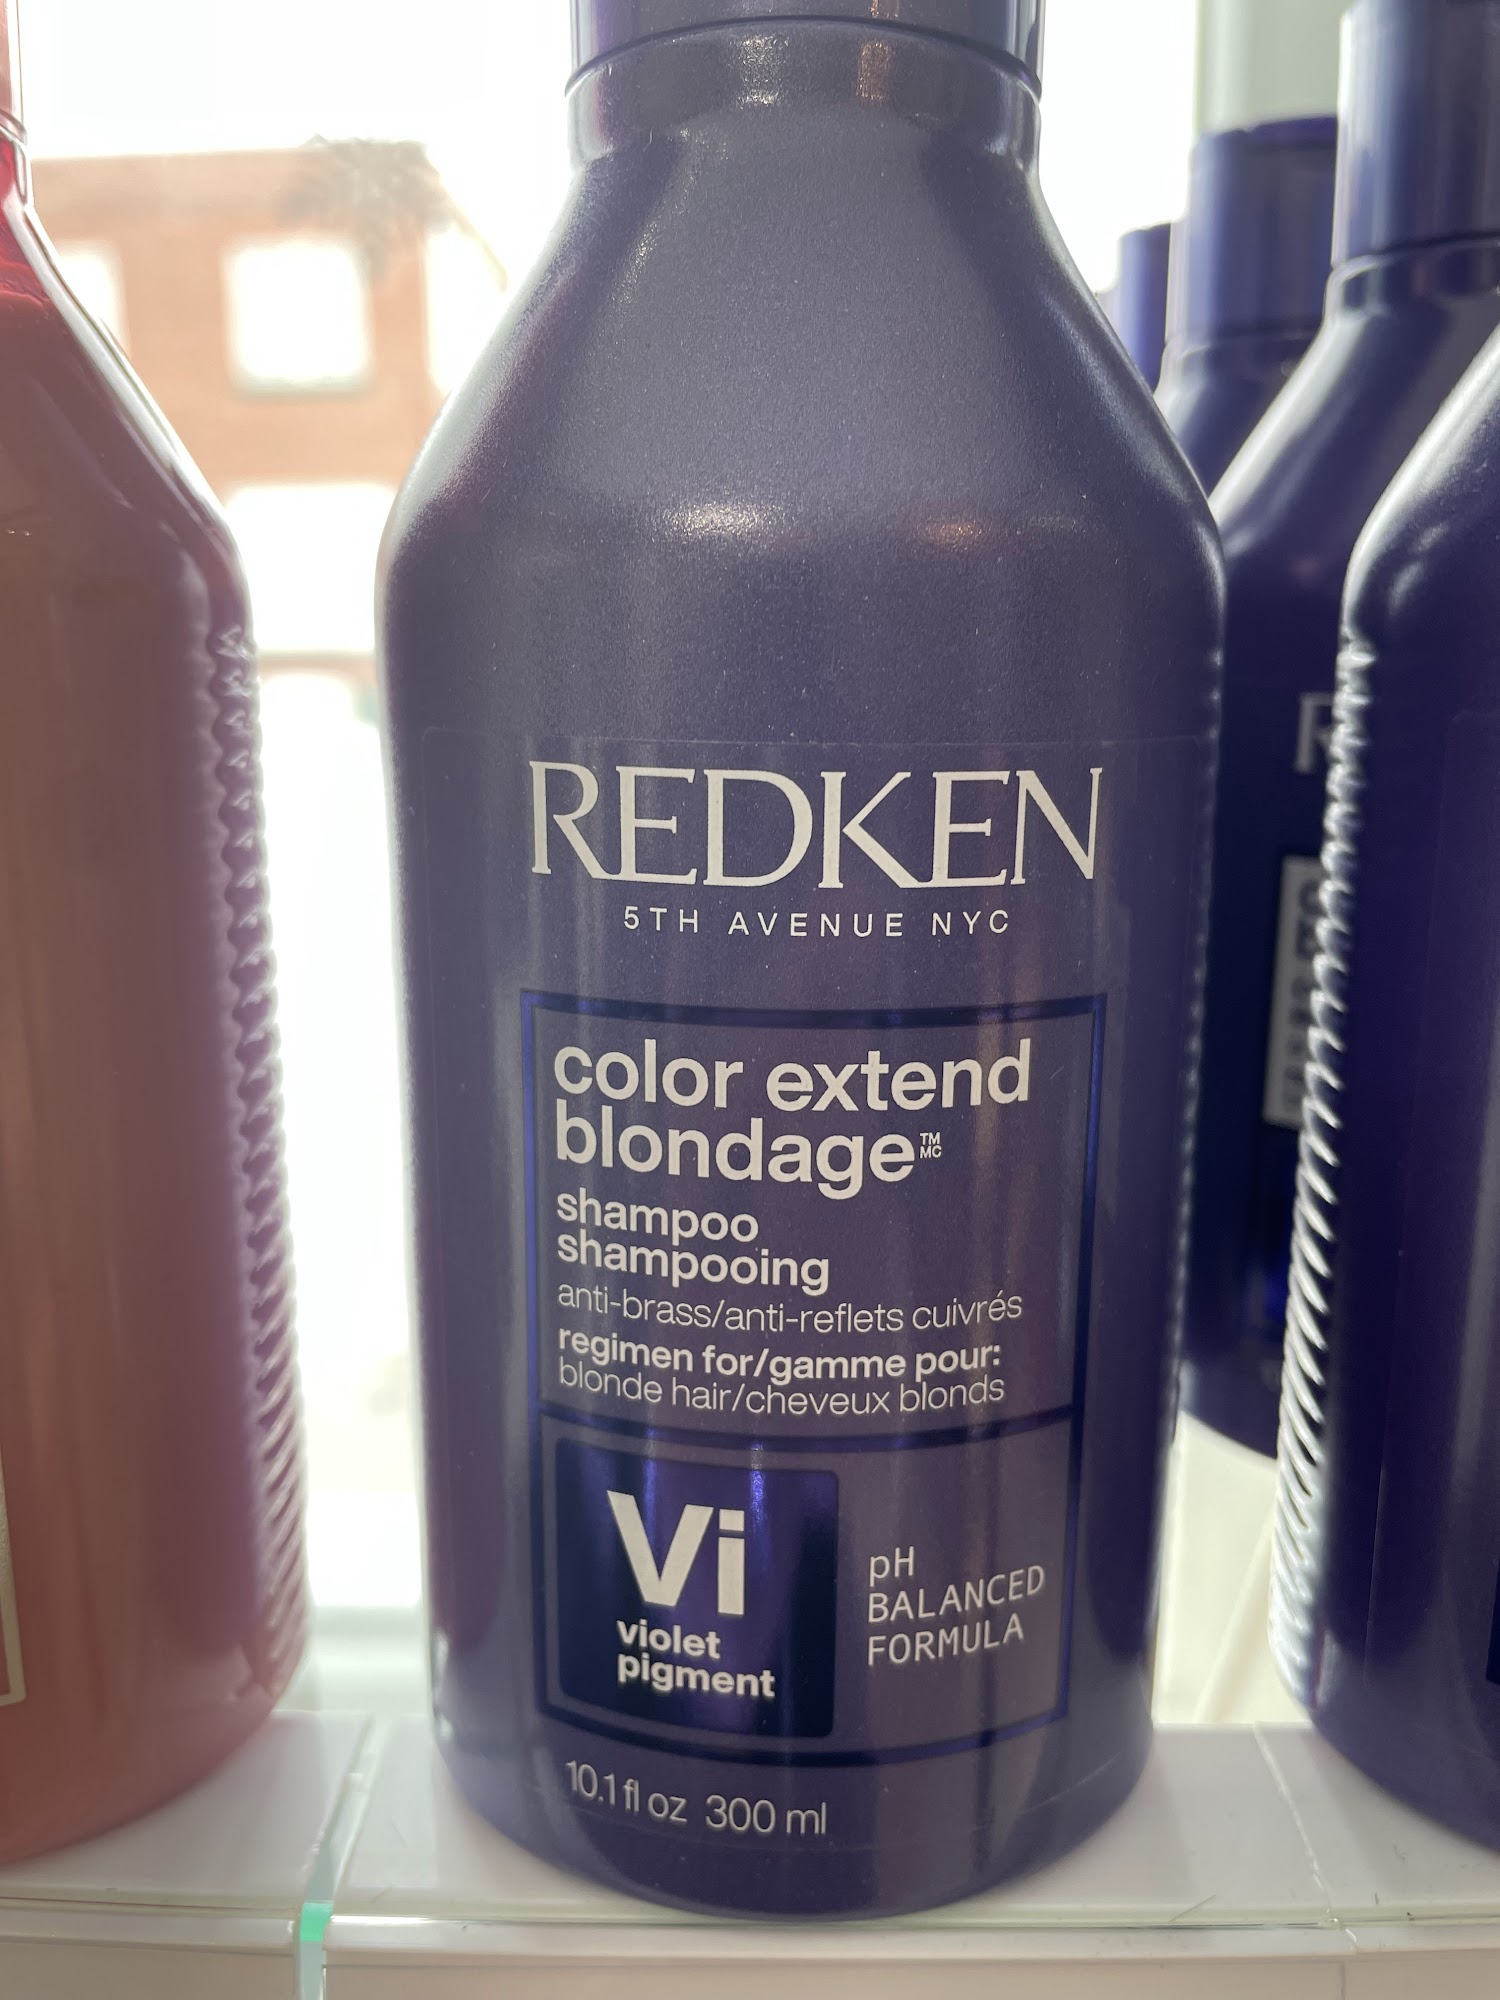 REDKEN
5TH AVENUE NYC
color extend
blondage™ MC
shampoo
shampooing
anti-brass/anti-reflets cuivrés
regimen for/gamme pour:
blonde hair/cheveux blonds
Vi
violet
pigment
pH
BALANCED
FORMULA
10.1 fl oz 300 ml